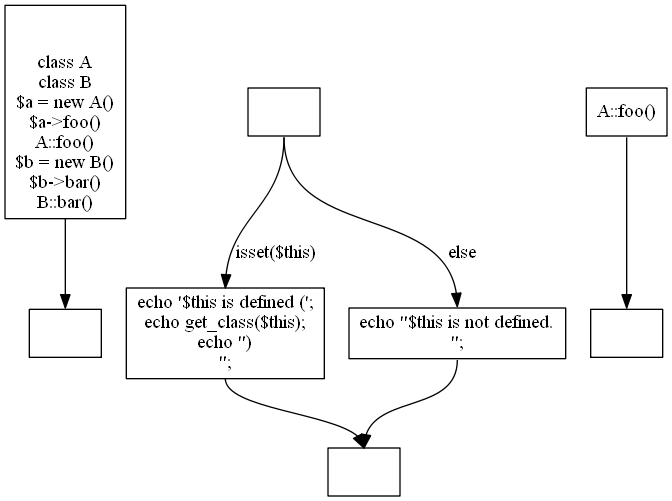 class A
class B
$a = new A()
$a->foo()
A::foo()
$b = new B()
$b->bar()
B::bar()
A::foo()
isset($this)
else
echo '$this is defined (';
echo get_class($this);
echo ")
";
echo "$this is not defined.
";